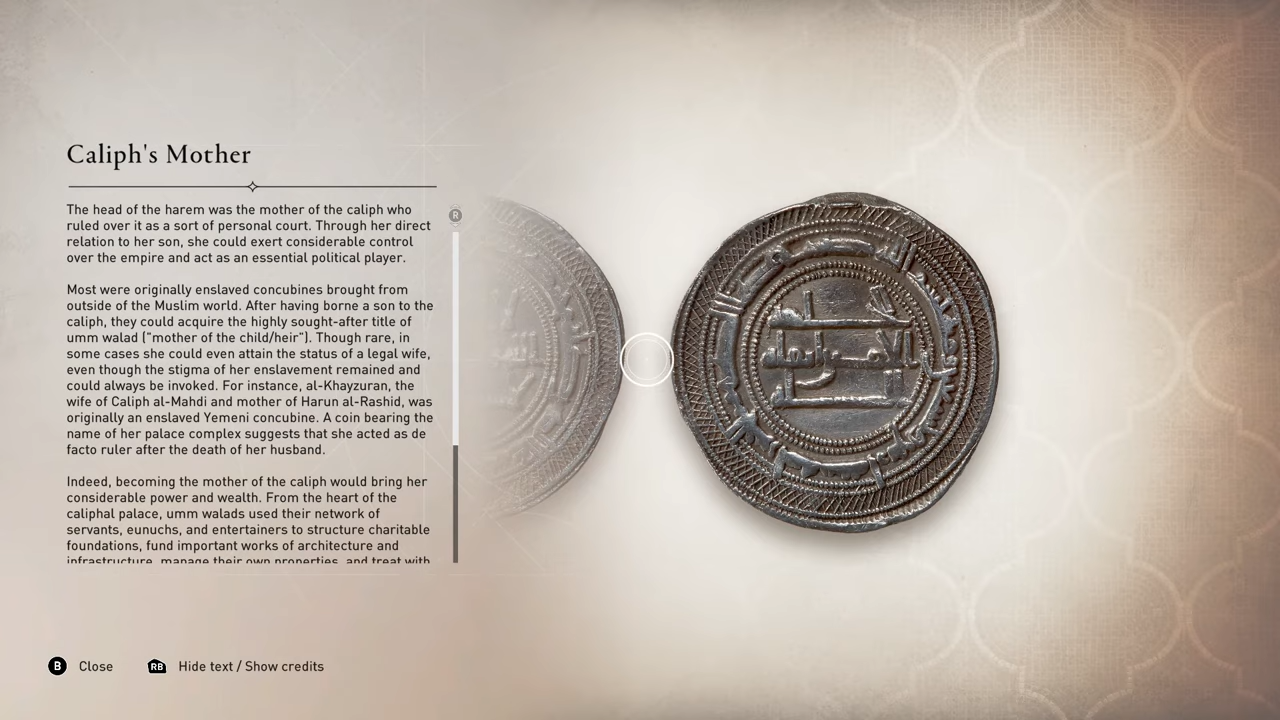 Caliph's Mother
The head of the harem was the mother of the caliph who
ruled over it as a sort of personal court. Through her direct
relation to her son, she could exert considerable control
over the empire and act as an essential political player.
Most were originally enslaved concubines brought from
outside of the Muslim world. After having borne a son to the
caliph, they could acquire the highly sought-after title of
umm walad ("mother of the child/heir"). Though rare, in
some cases she could even attain the status of a legal wife,
even though the stigma of her enslavement remained and
could always be invoked. For instance, al-Khayzuran, the
wife of Caliph al-Mahdi and mother of Harun al-Rashid, was
originally an enslaved Yemeni concubine. A coin bearing the
name of her palace complex suggests that she acted as de
facto ruler after the death of her husband.
Indeed, becoming the mother of the caliph would bring her
considerable power and wealth. From the heart of the
caliphal palace, umm walads used their network of
servants, eunuchs, and entertainers to structure charitable
foundations, fund important works of architecture and
infrastructure, manage their own properties, and treat with
R
B Close
RB Hide text / Show credits